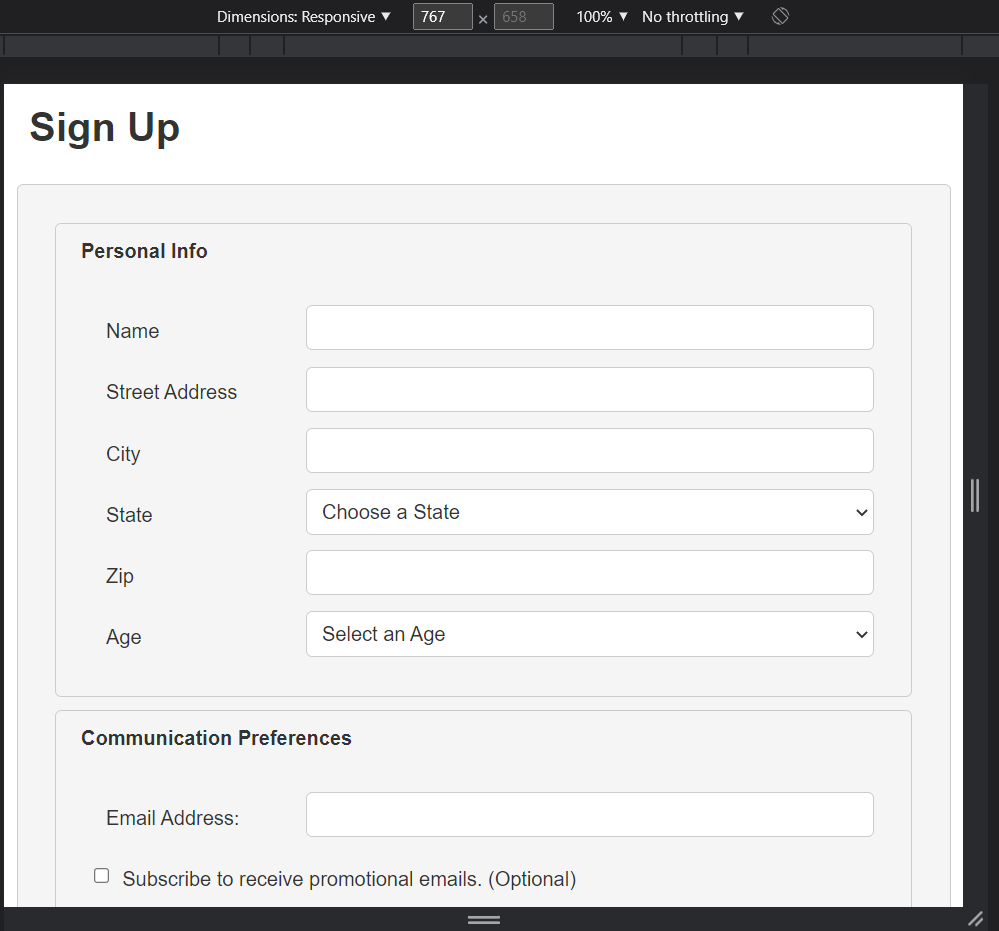 Dimensions: Responsive ▼ 767 × 658 100% ▼ No throttling ▼
Sign Up
Personal Info
Name
Street Address
City
State Choose a State
Zip
Age Select an Age
Communication Preferences
Email Address:
Subscribe to receive promotional emails. (Optional)